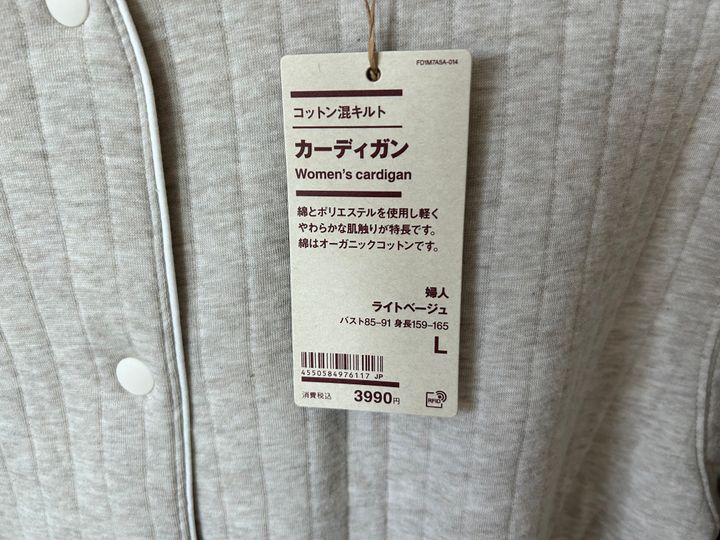 FD1M7A5A-014
コットン混キルト
カーディガン
Women's cardigan
綿とポリエステルを使用し軽く
やわらかな肌触りが特長です。
綿はオーガニックコットンです。
婦人
ライトベージュ
バスト85-91 身長159-165
L
4550584976117 JP
消費税込 3990円
RFID